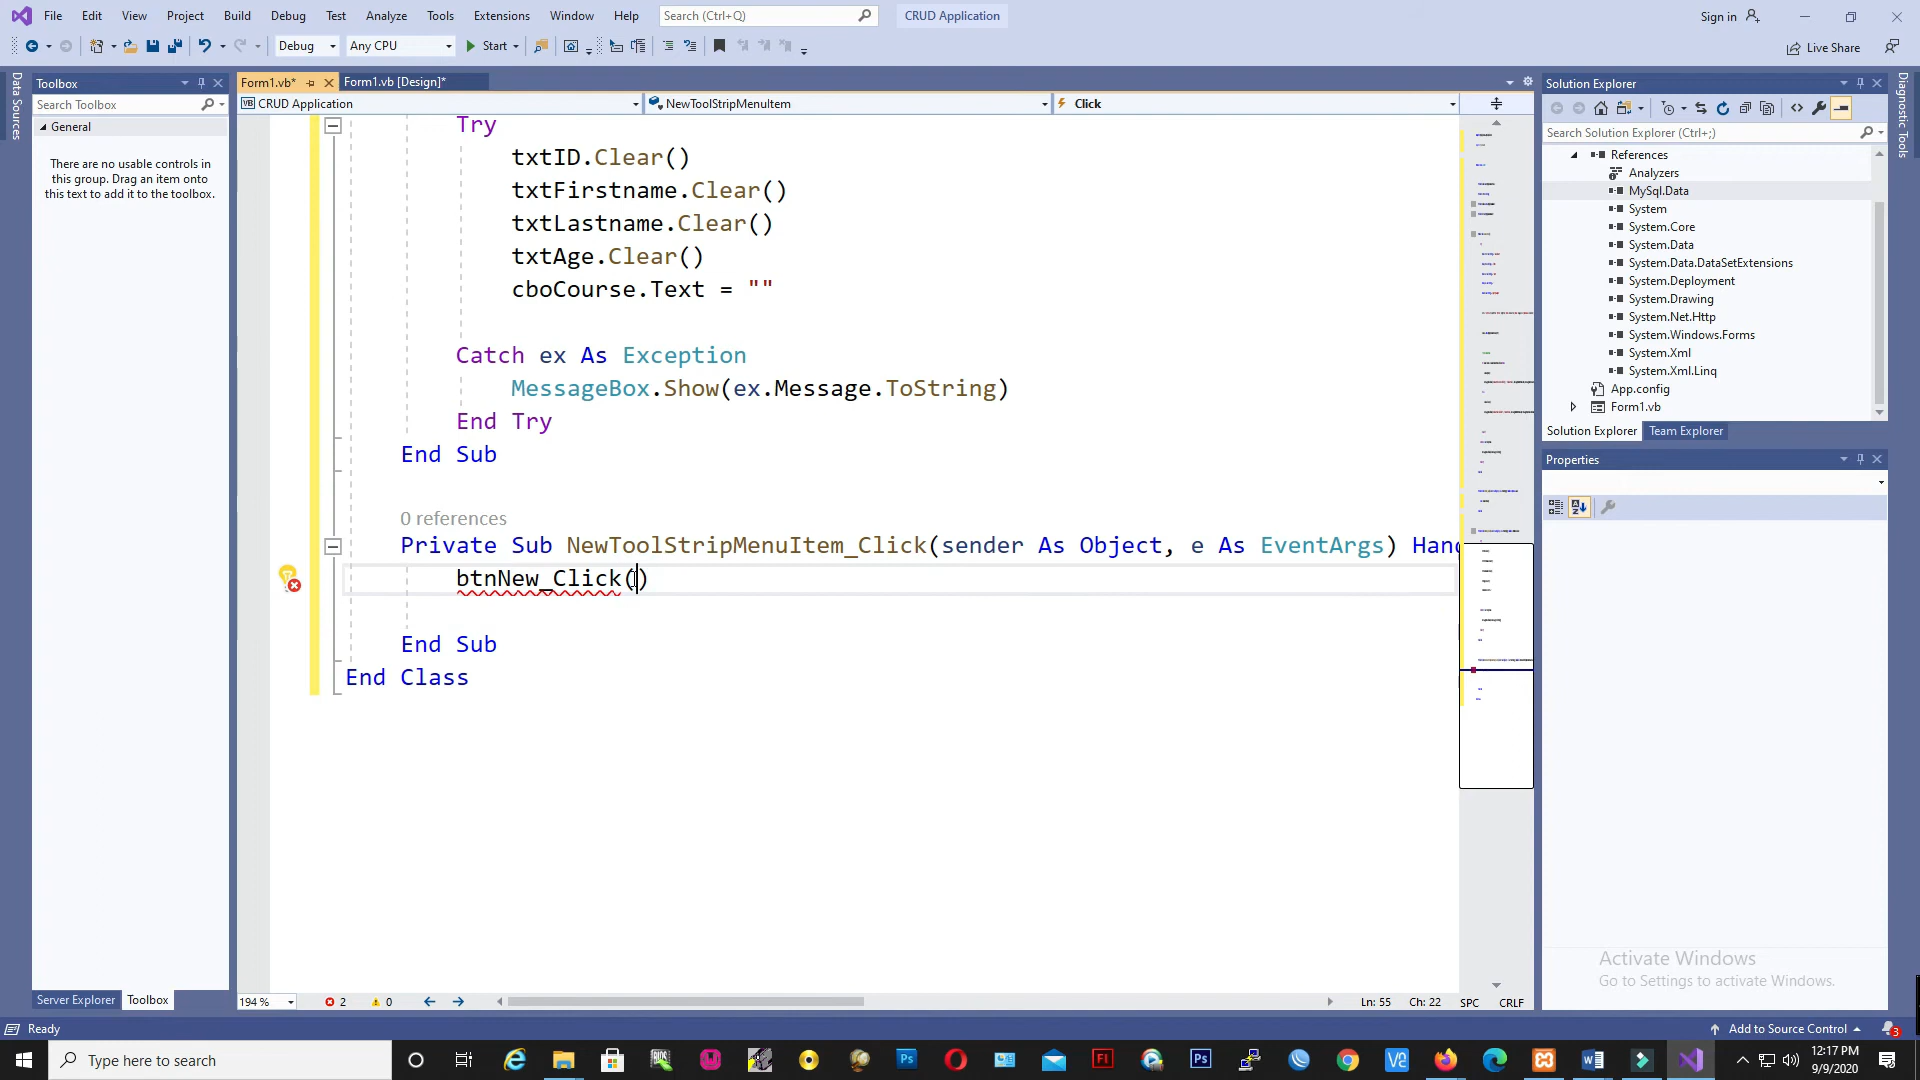 File Edit View Project Build Debug Test Analyze Tools Extensions Window Help Search (Ctrl+Q) CRUD Application Sign in
Debug Any CPU Start Live Share
Data Sources
Toolbox
Search Toolbox
General
There are no usable controls in
this group. Drag an item onto
this text to add it to the toolbox.
Server Explorer Toolbox
Form1.vb* Form1.vb [Design]*
CRUD Application NewToolStripMenuItem Click
Try
txtID.Clear()
txtFirstname.Clear()
txtLastname.Clear()
txtAge.Clear()
cboCourse.Text = ""
Catch ex As Exception
MessageBox.Show(ex.Message.ToString)
End Try
End Sub
0 references
Private Sub NewToolStripMenuItem_Click(sender As Object, e As EventArgs) Hand
btnNew_Click()
End Sub
End Class
194 % 2 0 Ln: 55 Ch: 22 SPC CRLF
Solution Explorer
Search Solution Explorer (Ctrl+;)
References
Analyzers
MySql.Data
System
System.Core
System.Data
System.Data.DataSetExtensions
System.Deployment
System.Drawing
System.Net.Http
System.Windows.Forms
System.Xml
System.Xml.Linq
App.config
Form1.vb
Solution Explorer Team Explorer
Properties
Activate Windows
Go to Settings to activate Windows.
Diagnostic Tools
Ready Add to Source Control 3
Type here to search
12:17 PM
9/9/2020